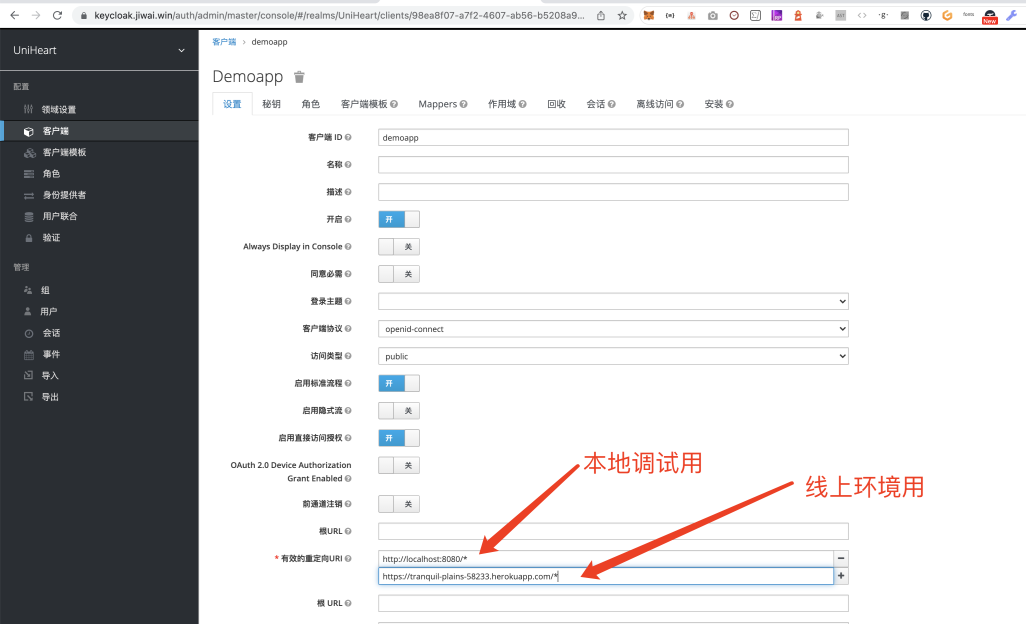 keycloak.jiwai.win/auth/admin/master/console/#/realms/UniHeart/clients/98ea8f07-a7f2-4607-ab56-b5208a9...
New
UniHeart
配置
领域设置
客户端
客户端模板
角色
身份提供者
用户联合
验证
管理
组
用户
会话
事件
导入
导出
客户端 > demoapp
Demoapp
设置 秘钥 角色 客户端模板 Mappers 作用域 回收 会话 离线访问 安装
客户端 ID demoapp
名称
描述
开启 开
Always Display in Console 关
同意必需 关
登录主题
客户端协议 openid-connect
访问类型 public
启用标准流程 开
启用隐式流 关
启用直接访问授权 开
OAuth 2.0 Device Authorization
Grant Enabled 关
前通道注销 关
根URL
* 有效的重定向URI http://localhost:8080/*
https://tranquil-plains-58233.herokuapp.com/*
根 URL
本地调试用
线上环境用